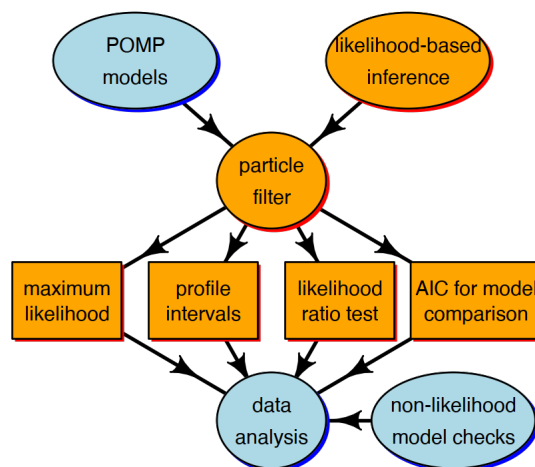 POMP
models
likelihood-based
inference
particle
filter
maximum
likelihood
profile
intervals
likelihood
ratio test
AIC for model
comparison
data
analysis
non-likelihood
model checks